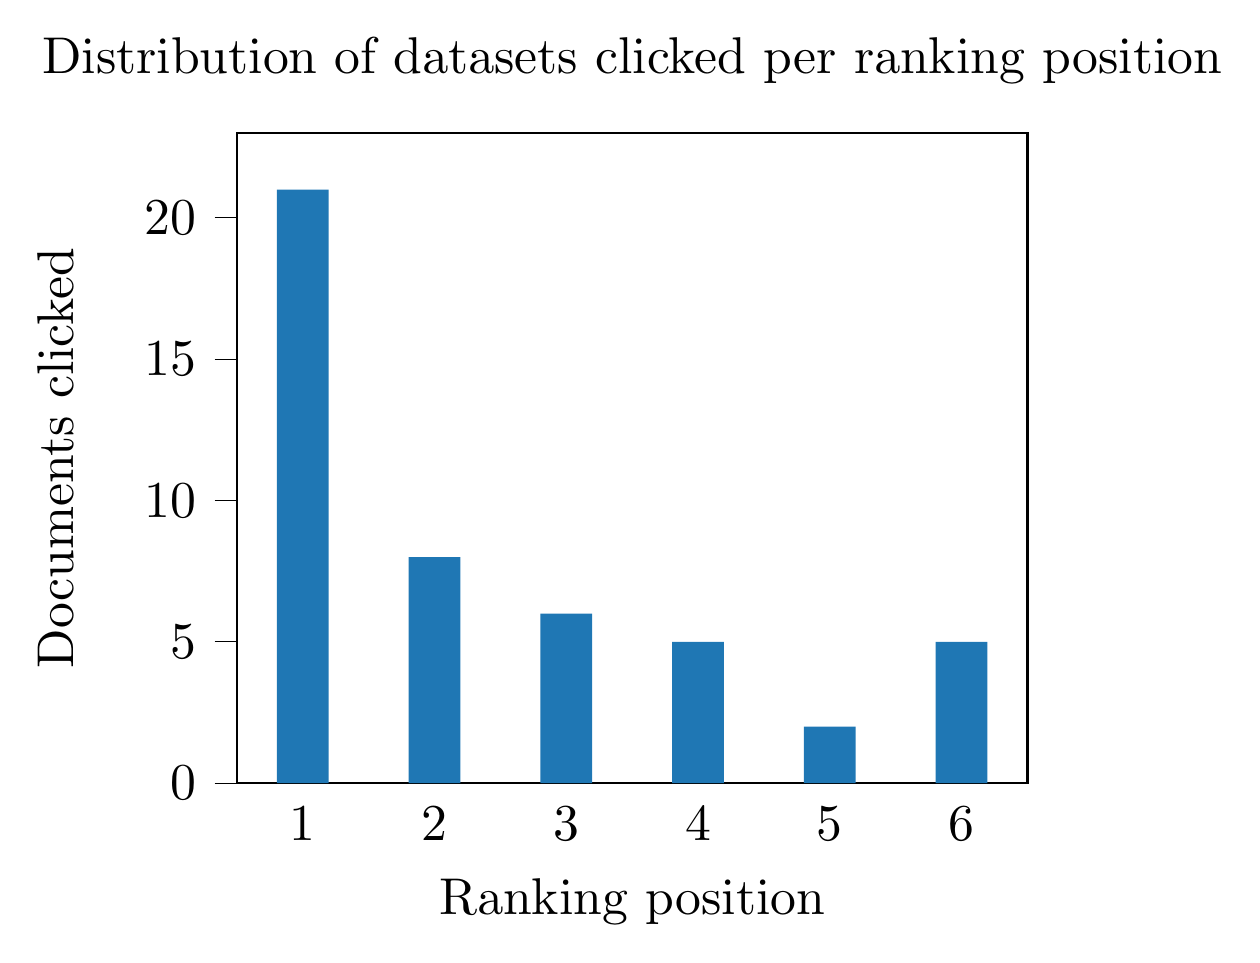 Distribution of datasets clicked per ranking position
Documents clicked
20
15
10
5
0
1 2 3 4 5 6
Ranking position